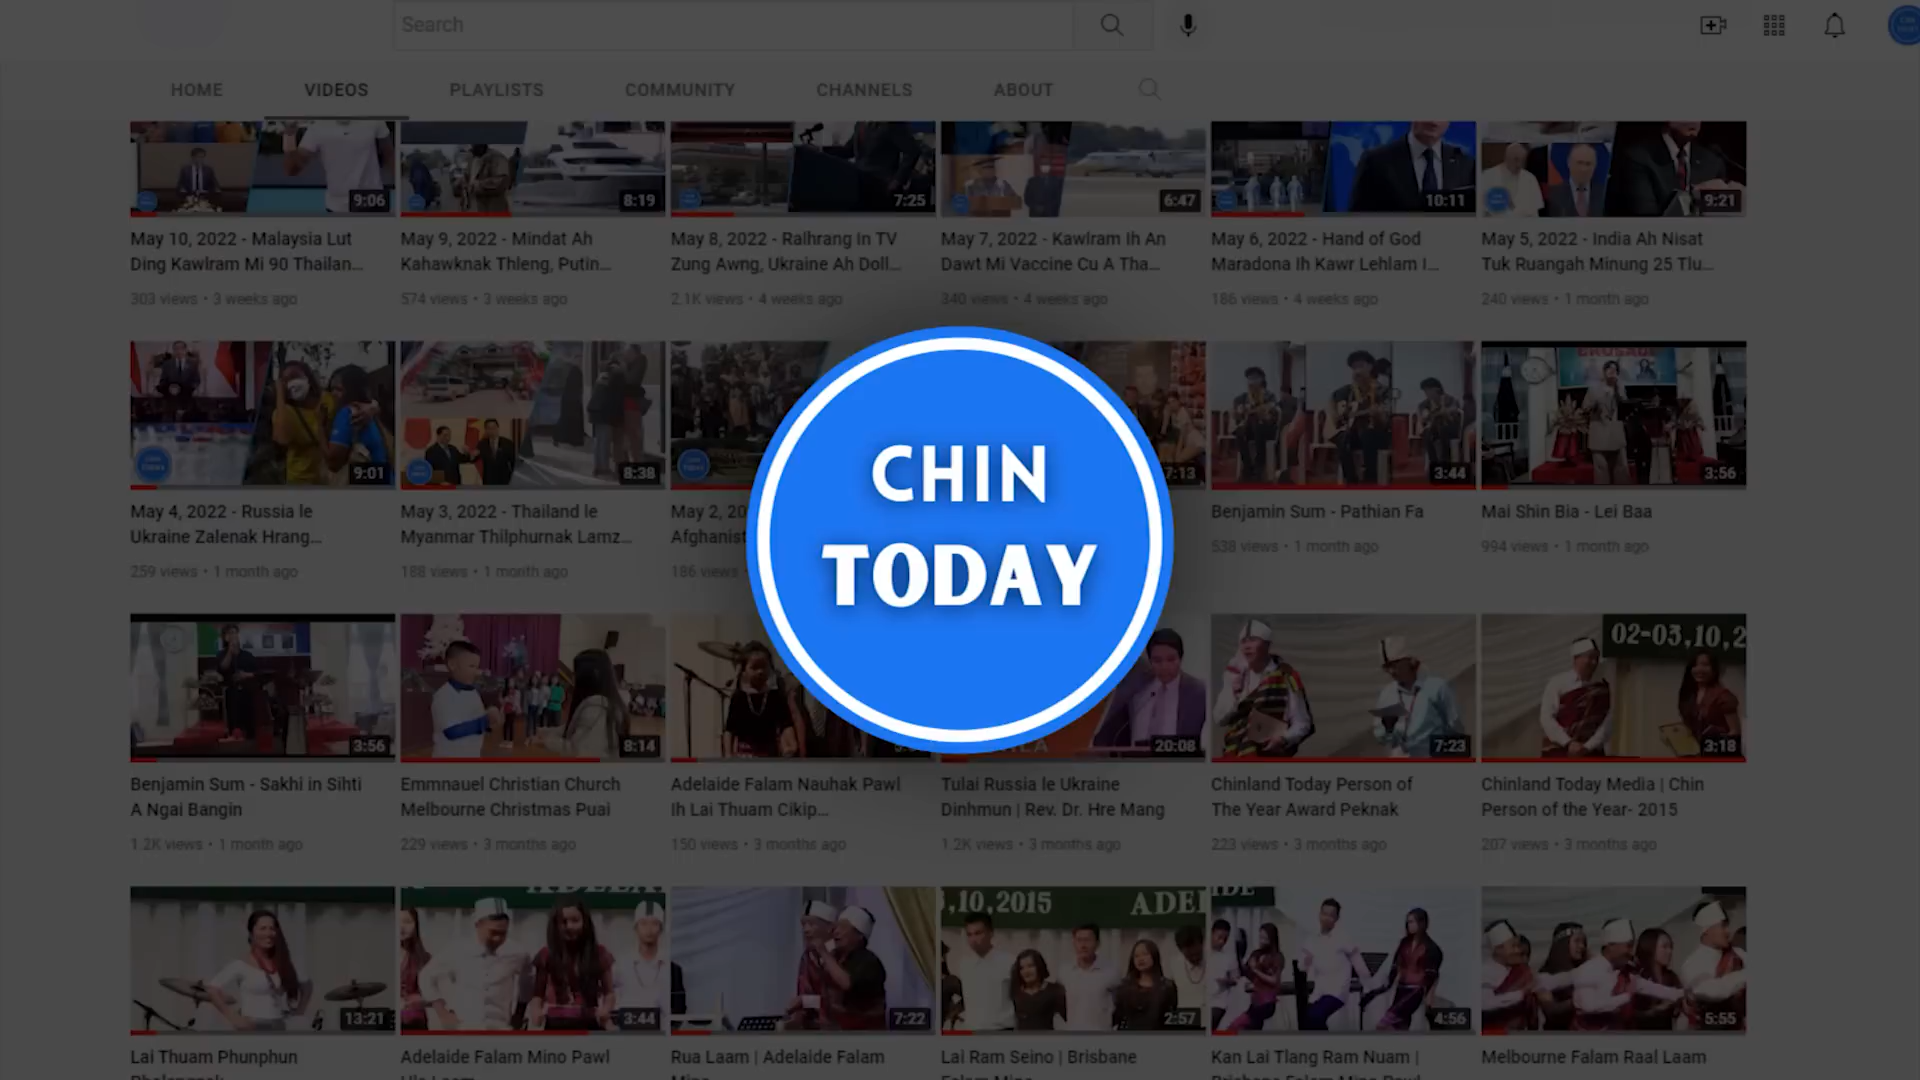 Search
HOME
VIDEOS
PLAYLISTS
COMMUNITY
CHANNELS
ABOUT
9:06
8:19
7:25
6:47
10:11
9:21
May 10, 2022 - Malaysia Lut
Ding Kawlram Mi 90 Thailan...
303 views • 3 weeks ago
May 9, 2022 - Mindat Ah
Kahawknak Thleng, Putin...
574 views • 3 weeks ago
May 8, 2022 - Ralhrang In TV
Zung Awng, Ukraine Ah Doll...
2.1K views • 4 weeks ago
May 7, 2022 - Kawlram Ih An
Dawt Mi Vaccine Cu A Tha...
340 views • 4 weeks ago
May 6, 2022 - Hand of God
Maradona Ih Kawr Lehlam I...
186 views • 4 weeks ago
May 5, 2022 - India Ah Nisat
Tuk Ruangah Minung 25 Tlu...
240 views • 1 month ago
9:01
8:38
7:13
3:44
CRUSADE
3:56
May 4, 2022 - Russia le
Ukraine Zalenak Hrang...
259 views • 1 month ago
May 3, 2022 - Thailand le
Myanmar Thilphurnak Lamz...
188 views • 1 month ago
May 2, 20
Afghanist
186 views
Benjamin Sum - Pathian Fa
538 views • 1 month ago
Mai Shin Bia - Lei Baa
994 views • 1 month ago
CHIN
TODAY
3:56
8:14
20:08
7:23
02-03,10,2
3:18
Benjamin Sum - Sakhi in Sihti
A Ngai Bangin
1.2K views • 1 month ago
Emmnauel Christian Church
Melbourne Christmas Puai
229 views • 3 months ago
Adelaide Falam Nauhak Pawl
Ih Lai Thuam Cikip...
150 views • 3 months ago
Tulai Russia le Ukraine
Dinhmun | Rev. Dr. Hre Mang
1.2K views • 3 months ago
Chinland Today Person of
The Year Award Peknak
223 views • 3 months ago
Chinland Today Media | Chin
Person of the Year- 2015
207 views • 3 months ago
13:21
3:44
7:22
,10,2015 ADEL
2:57
4:56
5:55
Lai Thuam Phunphun
Adelaide Falam Mino Pawl
Rua Laam | Adelaide Falam
Lai Ram Seino | Brisbane
Kan Lai Tlang Ram Nuam |
Melbourne Falam Raal Laam